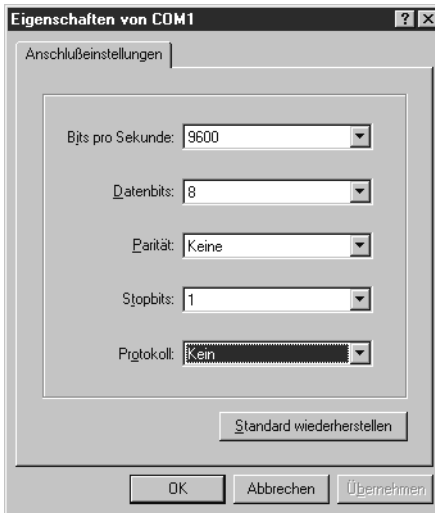 Eigenschaften von COM1
Anschlußeinstellungen
Bits pro Sekunde: 9600
Datenbits: 8
Parität: Keine
Stopbits: 1
Protokoll: Kein
Standard wiederherstellen
OK Abbrechen Übernehmen